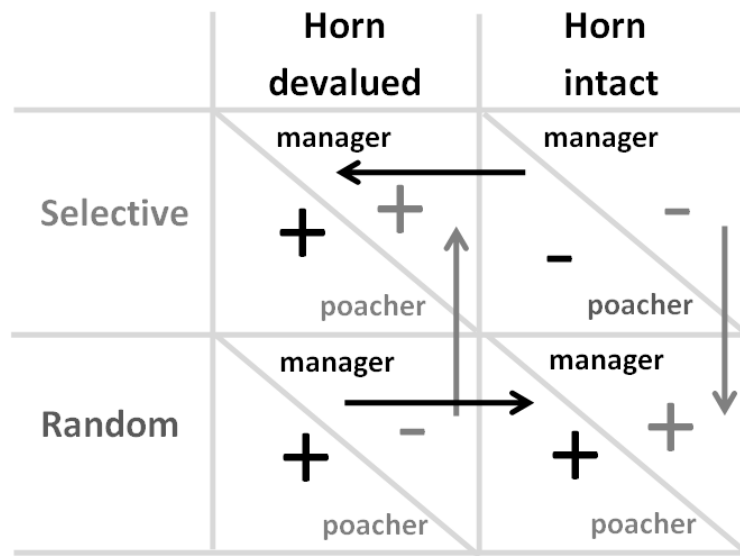 Horn
devalued
Horn
intact
manager
manager
Selective
+
+
-
-
poacher
poacher
manager
manager
Random
+
-
+
+
poacher
poacher